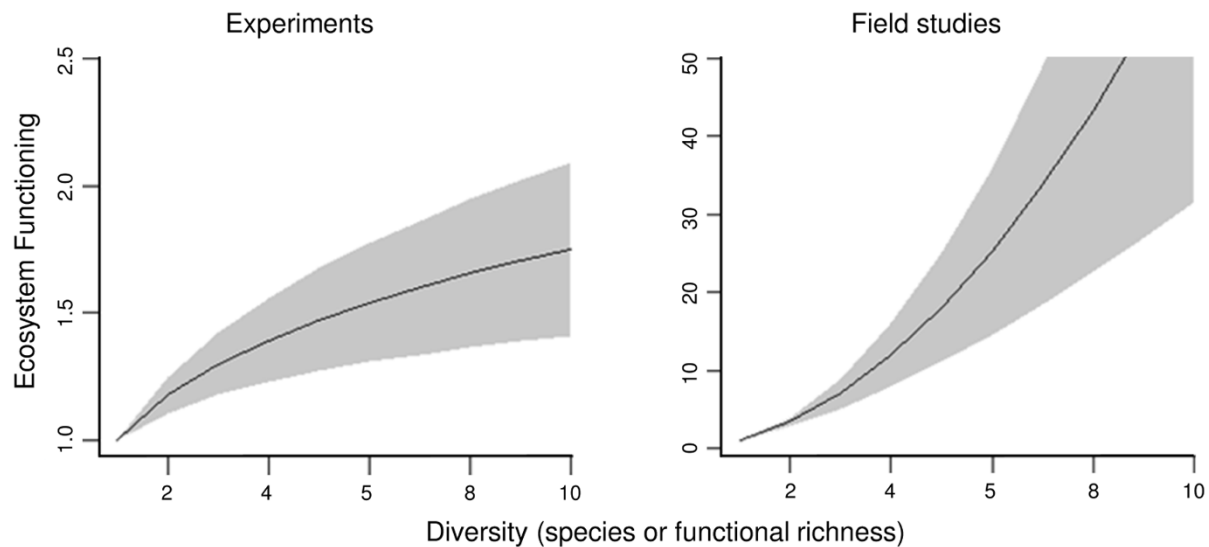 Experiments
Field studies
Ecosystem Functioning
2.5
2.0
1.5
1.0
2 4 5 8 10
50
40
30
20
10
0
2 4 5 8 10
Diversity (species or functional richness)